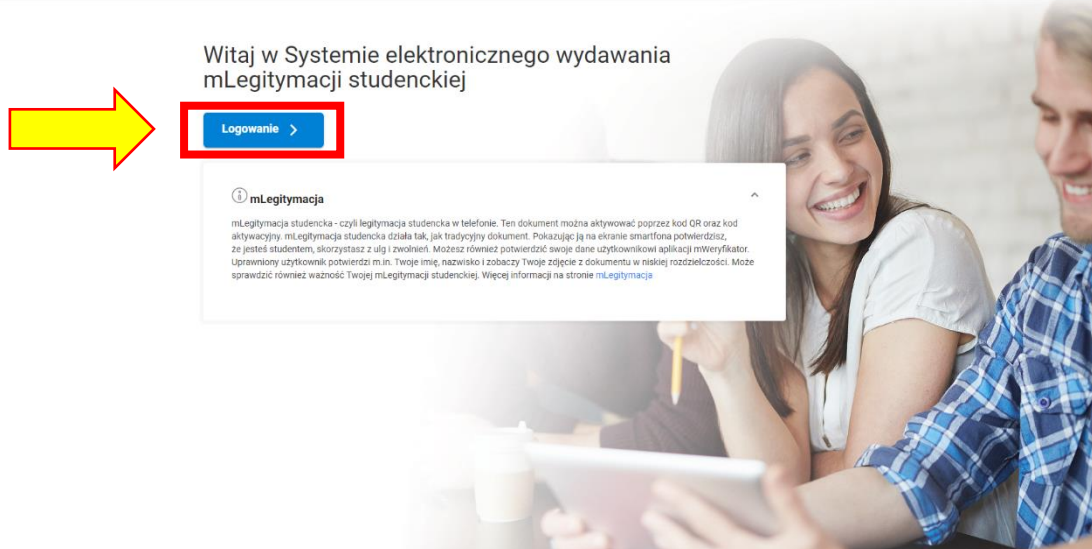 Witaj w Systemie elektronicznego wydawania
mLegitymacji studenckiej
Logowanie
mLegitymacja
mLegitymacja studencka - czyli legitymacja studencka w telefonie. Ten dokument można aktywować poprzez kod QR oraz kod
aktywacyjny. mLegitymacja studencka działa tak, jak tradycyjny dokument. Pokazując ją na ekranie smartfona potwierdzisz,
że jesteś studentem, skorzystasz z ulg i zwolnień. Możesz również potwierdzić swoje dane użytkownikowi aplikacji mWeryfikator.
Uprawniony użytkownik potwierdzi m.in. Twoje imię, nazwisko i zobaczy Twoje zdjęcie z dokumentu w niskiej rozdzielczości. Może
sprawdzić również ważność Twojej mLegitymacji studenckiej. Więcej informacji na stronie mLegitymacja